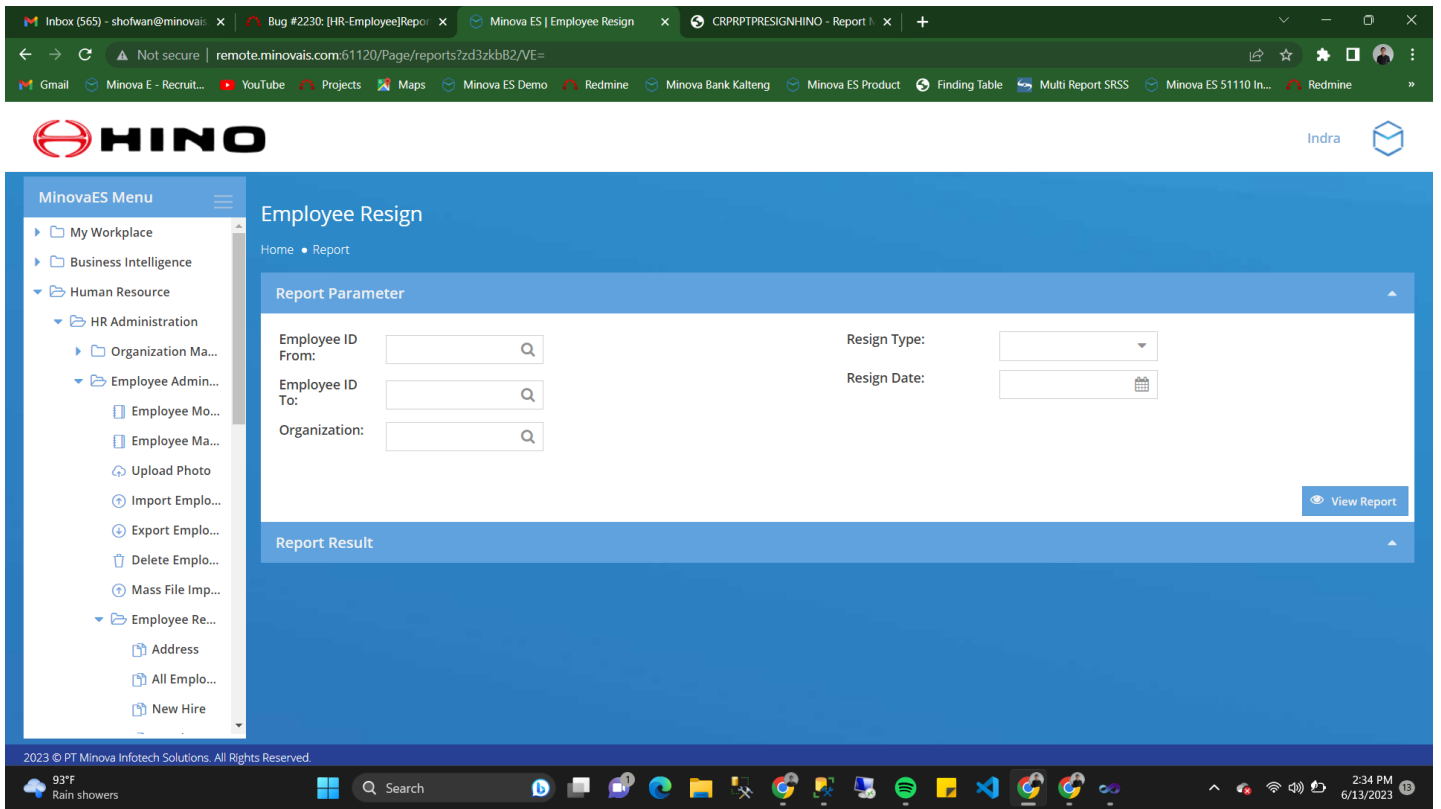 Inbox (565) - shofwan@minovais
Bug #2230: [HR-Employee]Repor
Minova ES | Employee Resign
CRPRPTPRESIGNHINO - Report M
Not secure | remote.minovais.com:61120/Page/reports?zd3zkbB2/VE=
Gmail
Minova E - Recruit...
YouTube
Projects
Maps
Minova ES Demo
Redmine
Minova Bank Kalteng
Minova ES Product
Finding Table
Multi Report SRSS
Minova ES 51110 In...
Redmine
»
HINO
Indra
MinovaES Menu
My Workplace
Business Intelligence
Human Resource
HR Administration
Organization Ma...
Employee Admin...
Employee Mo...
Employee Ma...
Upload Photo
Import Emplo...
Export Emplo...
Delete Emplo...
Mass File Imp...
Employee Re...
Address
All Emplo...
New Hire
Employee Resign
Home • Report
Report Parameter
Employee ID
From:
Employee ID
To:
Organization:
Resign Type:
Resign Date:
View Report
Report Result
2023 © PT Minova Infotech Solutions. All Rights Reserved.
93°F
Rain showers
Search
1
2:34 PM
6/13/2023
13